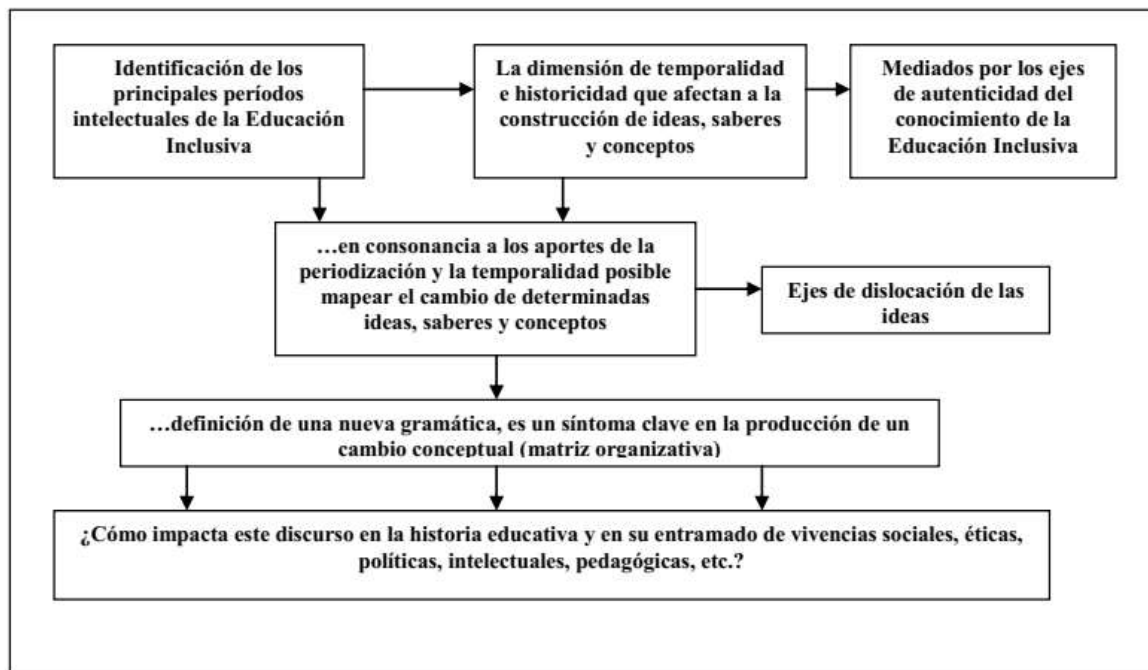 Identificación de los
principales períodos
intelectuales de la Educación
Inclusiva
La dimensión de temporalidad
e historicidad que afectan a la
construcción de ideas, saberes
y conceptos
Mediados por los ejes
de autenticidad del
conocimiento de la
Educación Inclusiva
…en consonancia a los aportes de la
periodización y la temporalidad posible
mapear el cambio de determinadas
ideas, saberes y conceptos
Ejes de dislocación de las
ideas
…definición de una nueva gramática, es un síntoma clave en la producción de un
cambio conceptual (matriz organizativa)
¿Cómo impacta este discurso en la historia educativa y en su entramado de vivencias sociales, éticas,
políticas, intelectuales, pedagógicas, etc.?